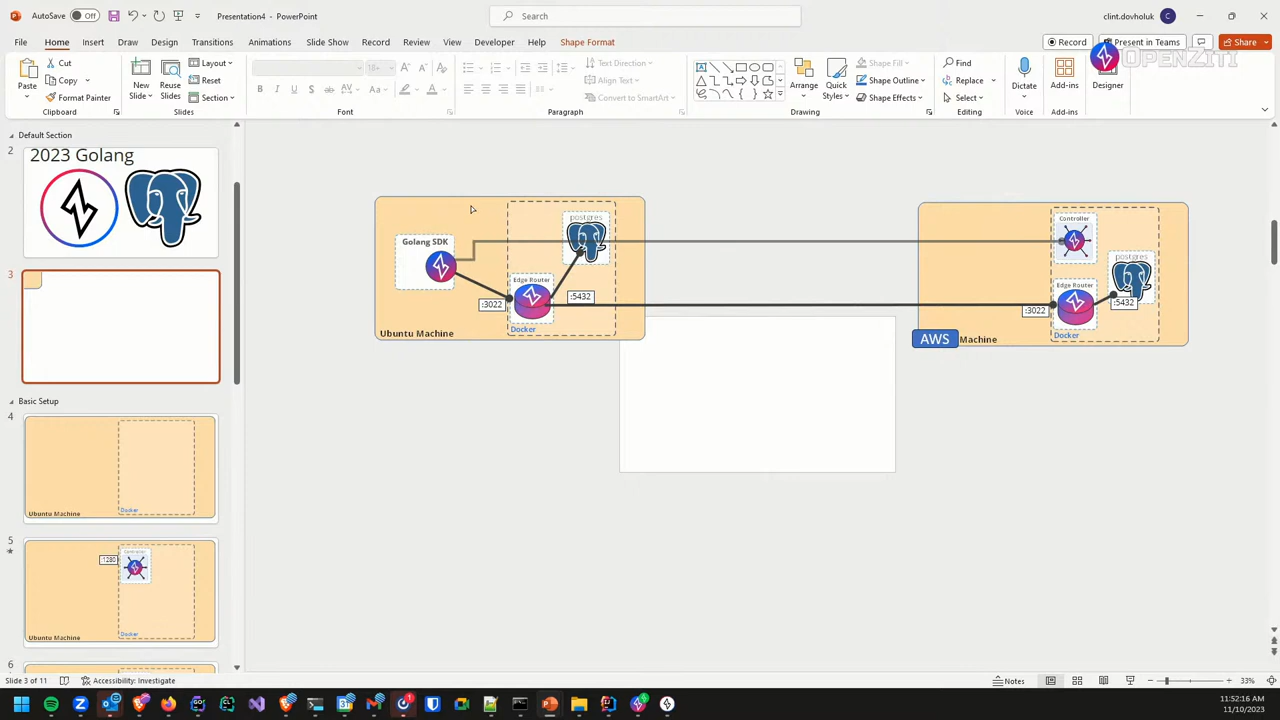 AutoSave Off Presentation4 - PowerPoint Search clint.dovholuk C
File Home Insert Draw Design Transitions Animations Slide Show Record Review View Developer Help Shape Format Record Present in Teams Share
OPENZITI
Paste
Cut
Copy
Format Painter
Clipboard
New Slide
Reuse Slides
Layout
Reset
Section
Slides
18+
Font
Text Direction
Align Text
Convert to SmartArt
Paragraph
Arrange
Quick Styles
Shape Fill
Shape Outline
Shape Effects
Drawing
Find
Replace
Select
Editing
Dictate
Voice
Add-ins
Add-ins
Designer
Default Section
2
2023 Golang
3
Basic Setup
4
Docker
Ubuntu Machine
5
Controller
:1280
Docker
Ubuntu Machine
6
Golang SDK
postgres
Edge Router
:3022
:5432
Docker
Ubuntu Machine
Controller
postgres
Edge Router
:3022
:5432
Docker
AWS Machine
Slide 3 of 11 Accessibility: Investigate Notes 33%
11:52:16 AM
11/10/2023